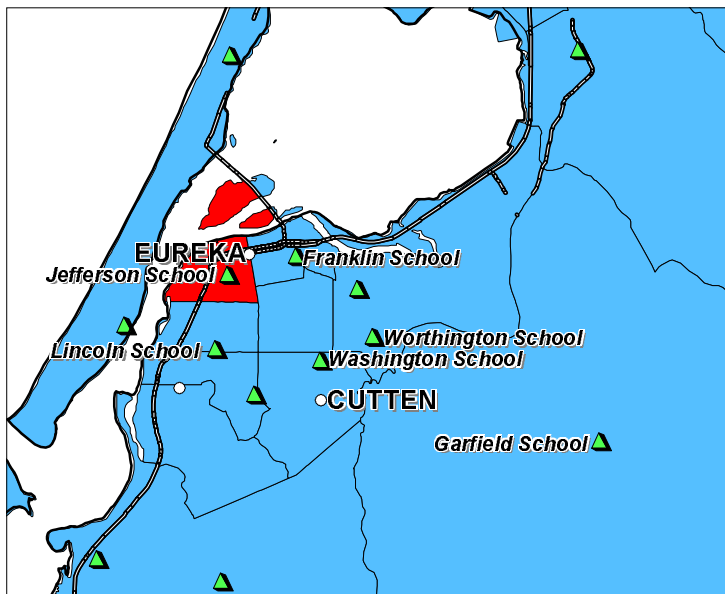 EUREKA
Franklin School
Jefferson School
Worthington School
Lincoln School
Washington School
CUTTEN
Garfield School